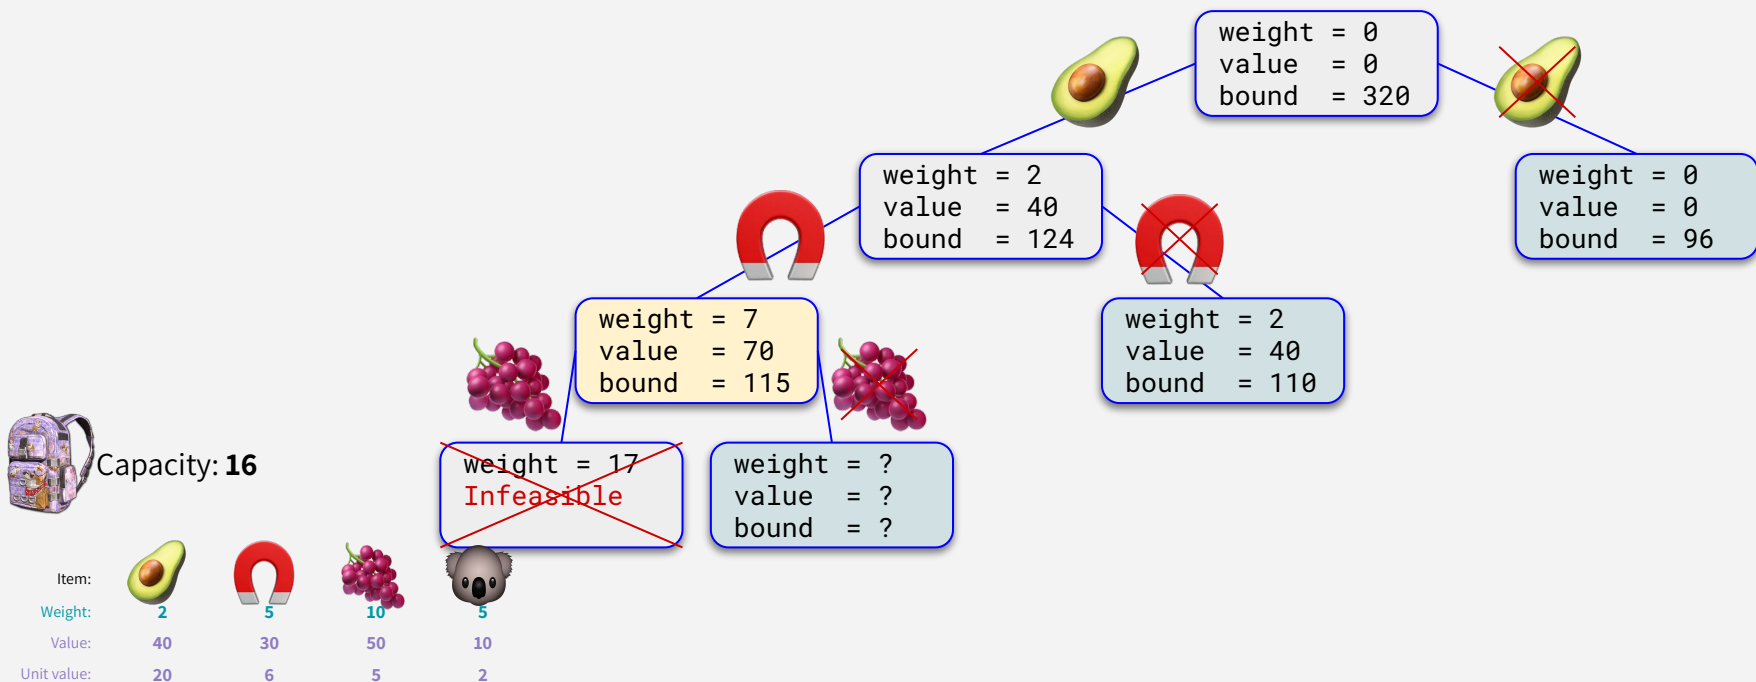 weight = 0
value  = 0
bound  = 320
weight = 2
value  = 40
bound  = 124
weight = 0
value  = 0
bound  = 96
weight = 7
value  = 70
bound  = 115
weight = 2
value  = 40
bound  = 110
weight = 17
Infeasible
weight = ?
value  = ?
bound  = ?
Capacity: 16
Item:
Weight: 2 5 10 5
Value: 40 30 50 10
Unit value: 20 6 5 2